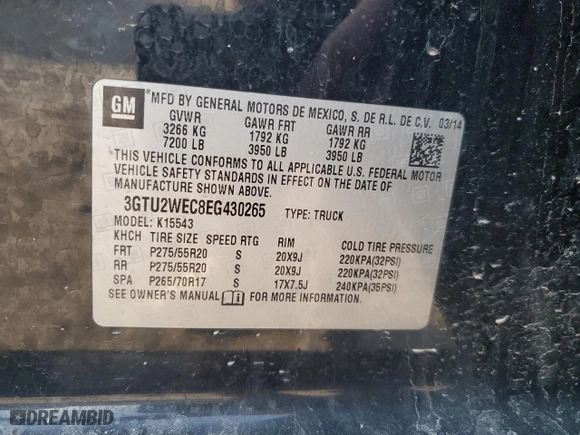 GM
*MFD BY GENERAL MOTORS DE MEXICO, S. DE R.L. DE C.V. 03/14
GVWR GAWR FRT GAWR RR
3266 KG 1792 KG 1792 KG
7200 LB 3950 LB 3950 LB
*THIS VEHICLE CONFORMS TO ALL APPLICABLE U.S. FEDERAL MOTOR
VEHICLE SAFETY STANDARDS IN EFFECT ON THE DATE OF
MANUFACTURE SHOWN ABOVE.
3GTU2WEC8EG430265 TYPE: TRUCK
MODEL: K15543
KHCH TIRE SIZE SPEED RTG RIM COLD TIRE PRESSURE
FRT P275/55R20 S 20X9J 220KPA(32PSI)
RR P275/55R20 S 20X9J 220KPA(32PSI)
SPA P265/70R17 S 17X7.5J 240KPA(35PSI)
SEE OWNER'S MANUAL FOR MORE INFORMATION.
DREAMBID